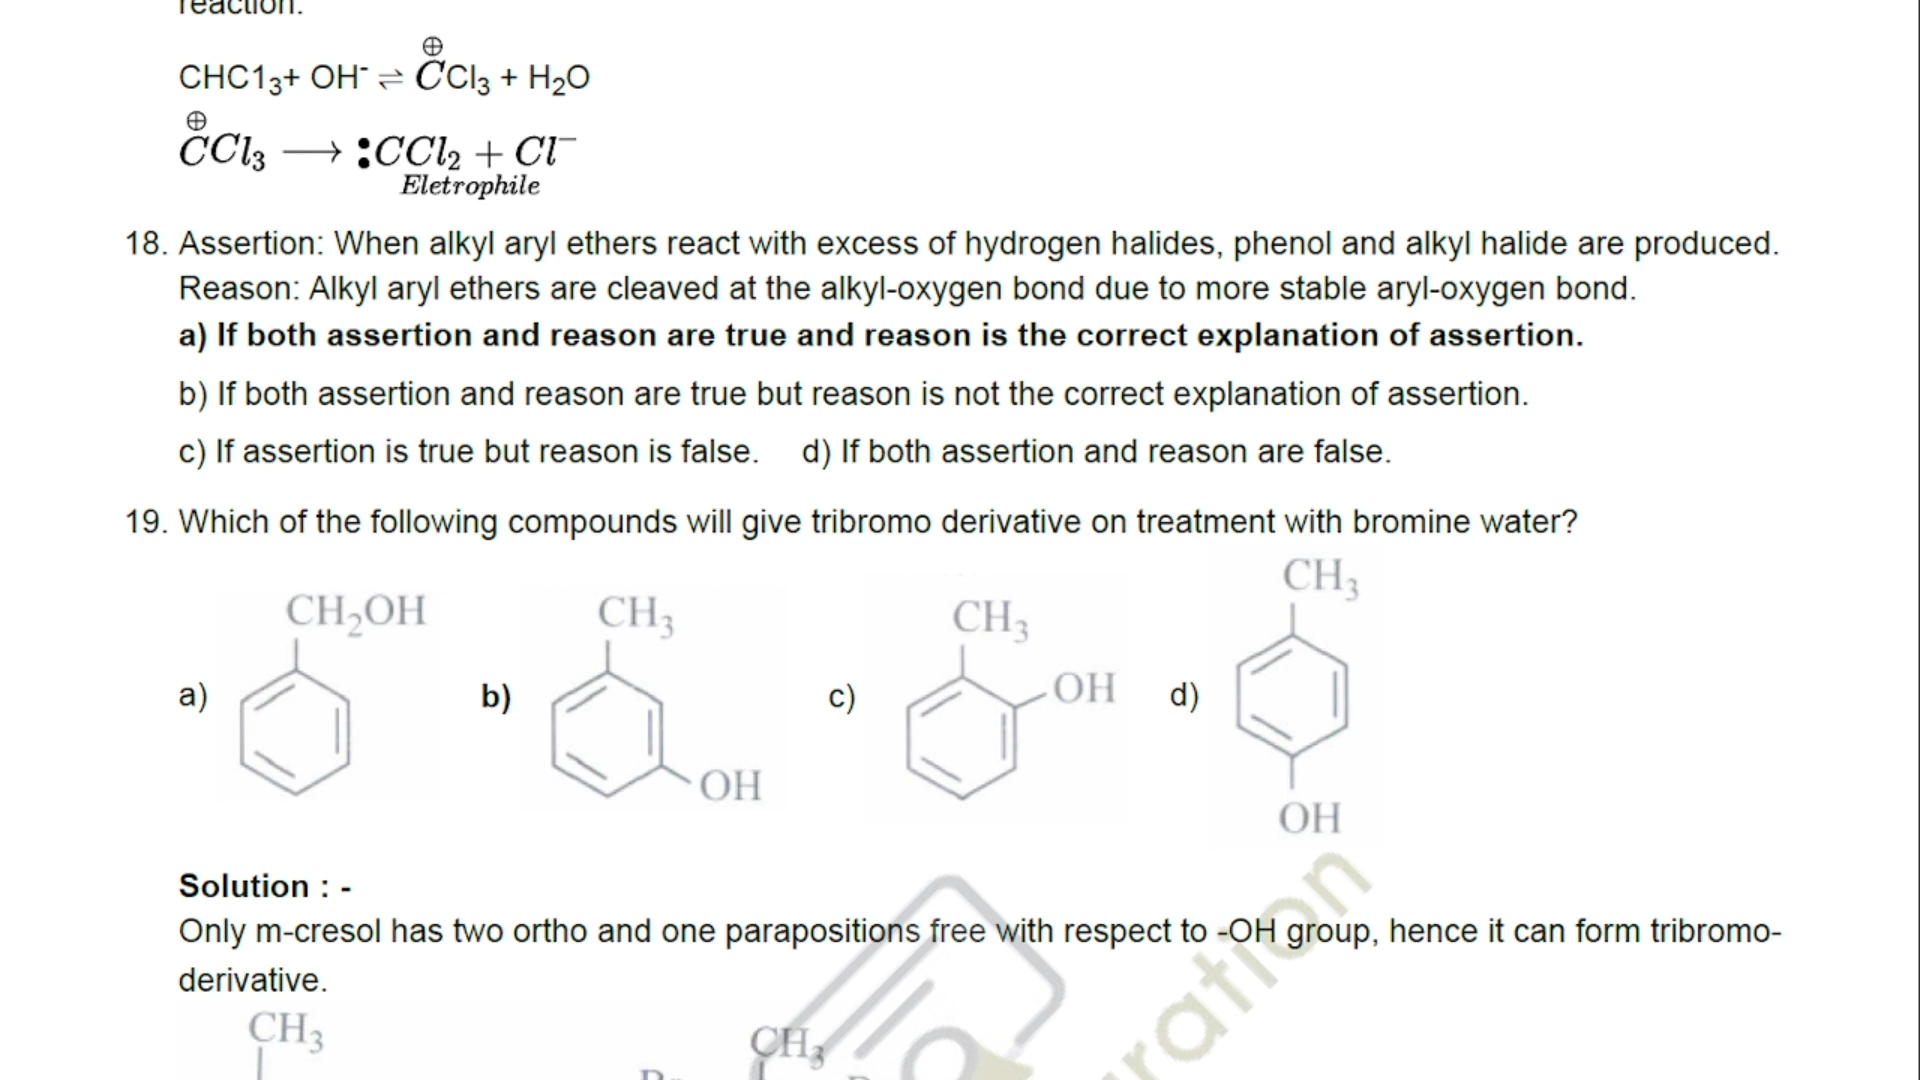 reaction.
CHC1₃+ OH⁻ ⇌ C⊕Cl₃ + H₂O
C⊕Cl₃ ⟶ :CCl₂ + Cl⁻
Eletrophile
18. Assertion: When alkyl aryl ethers react with excess of hydrogen halides, phenol and alkyl halide are produced.
Reason: Alkyl aryl ethers are cleaved at the alkyl-oxygen bond due to more stable aryl-oxygen bond.
a) If both assertion and reason are true and reason is the correct explanation of assertion.
b) If both assertion and reason are true but reason is not the correct explanation of assertion.
c) If assertion is true but reason is false. d) If both assertion and reason are false.
19. Which of the following compounds will give tribromo derivative on treatment with bromine water?
a) CH₂OH b) CH₃ OH c) CH₃ OH d) CH₃ OH
Solution : -
Only m-cresol has two ortho and one parapositions free with respect to -OH group, hence it can form tribromo-
derivative.
CH₃ CH₃